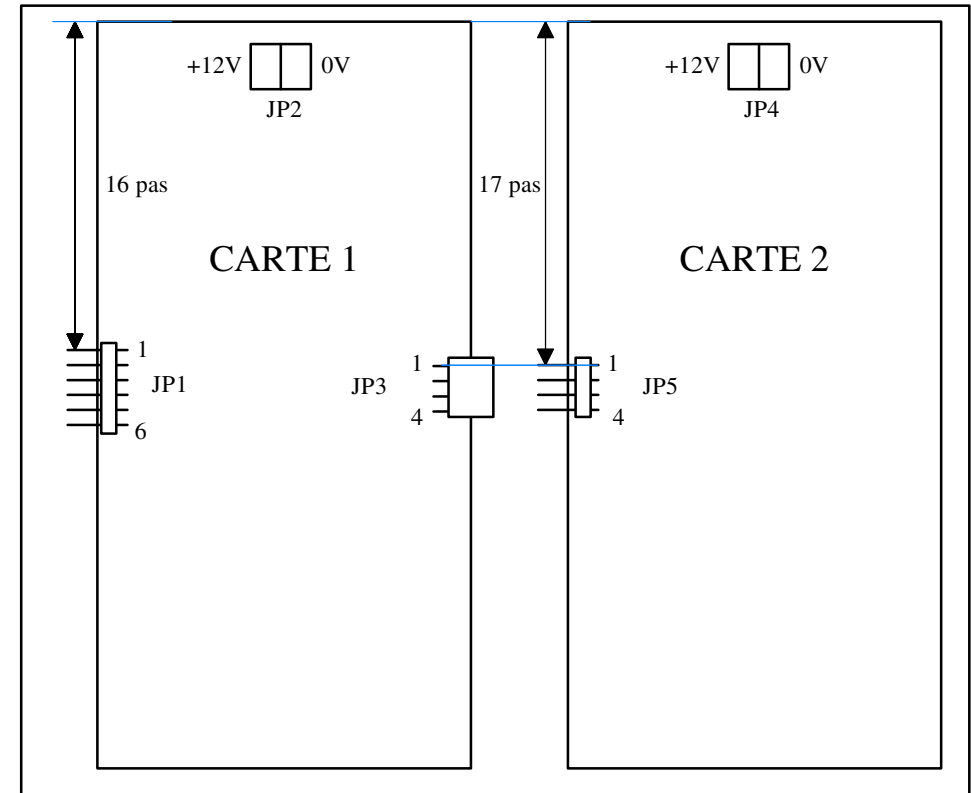 +12V 0V
JP2
+12V 0V
JP4
16 pas
17 pas
CARTE 1
CARTE 2
1
JP1
6
1
JP3
4
1
JP5
4